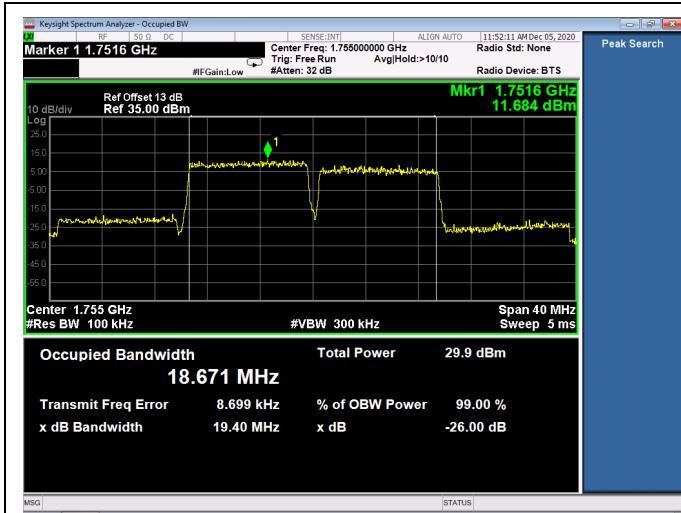 Keysight Spectrum Analyzer - Occupied BW
RF 50 Ω DC SENSE:INT ALIGN AUTO 11:52:11 AM Dec 05, 2020
Marker 1 1.7516 GHz
Center Freq: 1.755000000 GHz
Radio Std: None
Trig: Free Run Avg|Hold:>10/10
#IFGain:Low
#Atten: 32 dB
Radio Device: BTS
Peak Search
Ref Offset 13 dB
Mkr1 1.7516 GHz
10 dB/div Ref 35.00 dBm
11.684 dBm
Log
25.0
1
15.0
5.00
-5.00
-15.0
-25.0
-35.0
-45.0
-55.0
Center 1.755 GHz
Span 40 MHz
#Res BW 100 kHz
#VBW 300 kHz
Sweep 5 ms
Occupied Bandwidth
Total Power 29.9 dBm
18.671 MHz
Transmit Freq Error 8.699 kHz
% of OBW Power 99.00 %
x dB Bandwidth 19.40 MHz
x dB -26.00 dB
MSG
STATUS